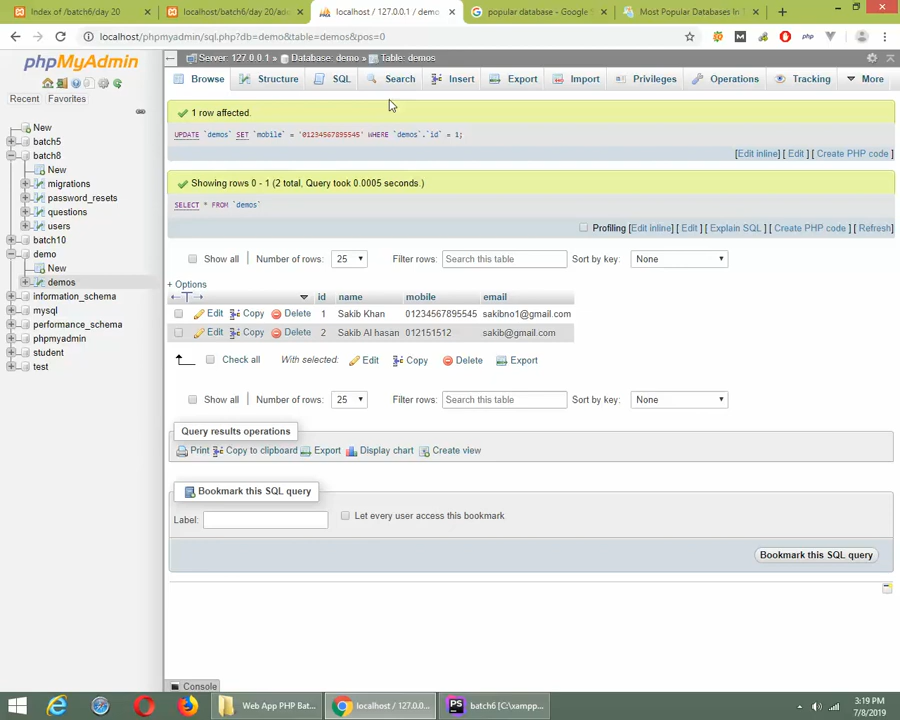 Index of /batch6/day 20
localhost/batch6/day 20/ad
localhost / 127.0.0.1 / demo
popular database - Google
Most Popular Databases In
localhost/phpmyadmin/sql.php?db=demo&table=demos&pos=0
phpMyAdmin
Recent Favorites
New
batch5
batch8
New
migrations
password_resets
questions
users
batch10
demo
New
demos
information_schema
mysql
performance_schema
phpmyadmin
student
test
Server: 127.0.0.1 » Database: demo » Table: demos
Browse Structure SQL Search Insert Export Import Privileges Operations Tracking More
1 row affected.
UPDATE `demos` SET `mobile` = '01234567895545' WHERE `demos`.`id` = 1;
[Edit inline] [ Edit ] [ Create PHP code ]
Showing rows 0 - 1 (2 total, Query took 0.0005 seconds.)
SELECT * FROM `demos`
Profiling [Edit inline] [ Edit ] [ Explain SQL ] [ Create PHP code ] [ Refresh]
Show all Number of rows: 25 Filter rows: Search this table Sort by key: None
+ Options
←T→ id name mobile email
Edit Copy Delete 1 Sakib Khan 01234567895545 sakibno1@gmail.com
Edit Copy Delete 2 Sakib Al hasan 012151512 sakib@gmail.com
Check all With selected: Edit Copy Delete Export
Show all Number of rows: 25 Filter rows: Search this table Sort by key: None
Query results operations
Print Copy to clipboard Export Display chart Create view
Bookmark this SQL query
Label: Let every user access this bookmark
Bookmark this SQL query
Console
Web App PHP Bat...
localhost / 127.0.0...
batch6 [C:\xampp...
3:19 PM
7/8/2019